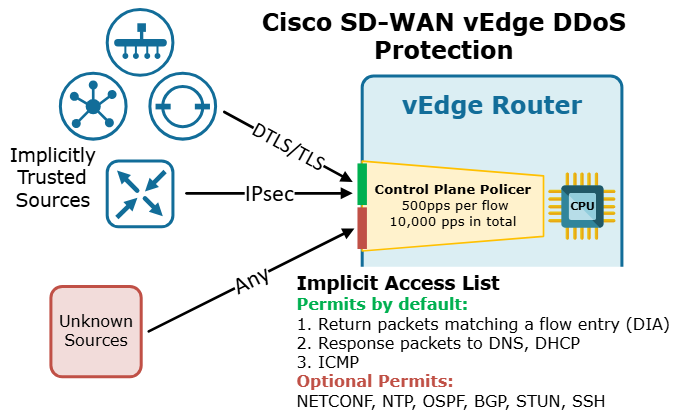 Cisco SD-WAN vEdge DDoS
Protection
vEdge Router
DTLS/TLS
Implicitly
Trusted
Sources
IPsec
Control Plane Policer
500pps per flow
10,000 pps in total
CPU
Any
Unknown
Sources
Implicit Access List
Permits by default:
1. Return packets matching a flow entry (DIA)
2. Response packets to DNS, DHCP
3. ICMP
Optional Permits:
NETCONF, NTP, OSPF, BGP, STUN, SSH